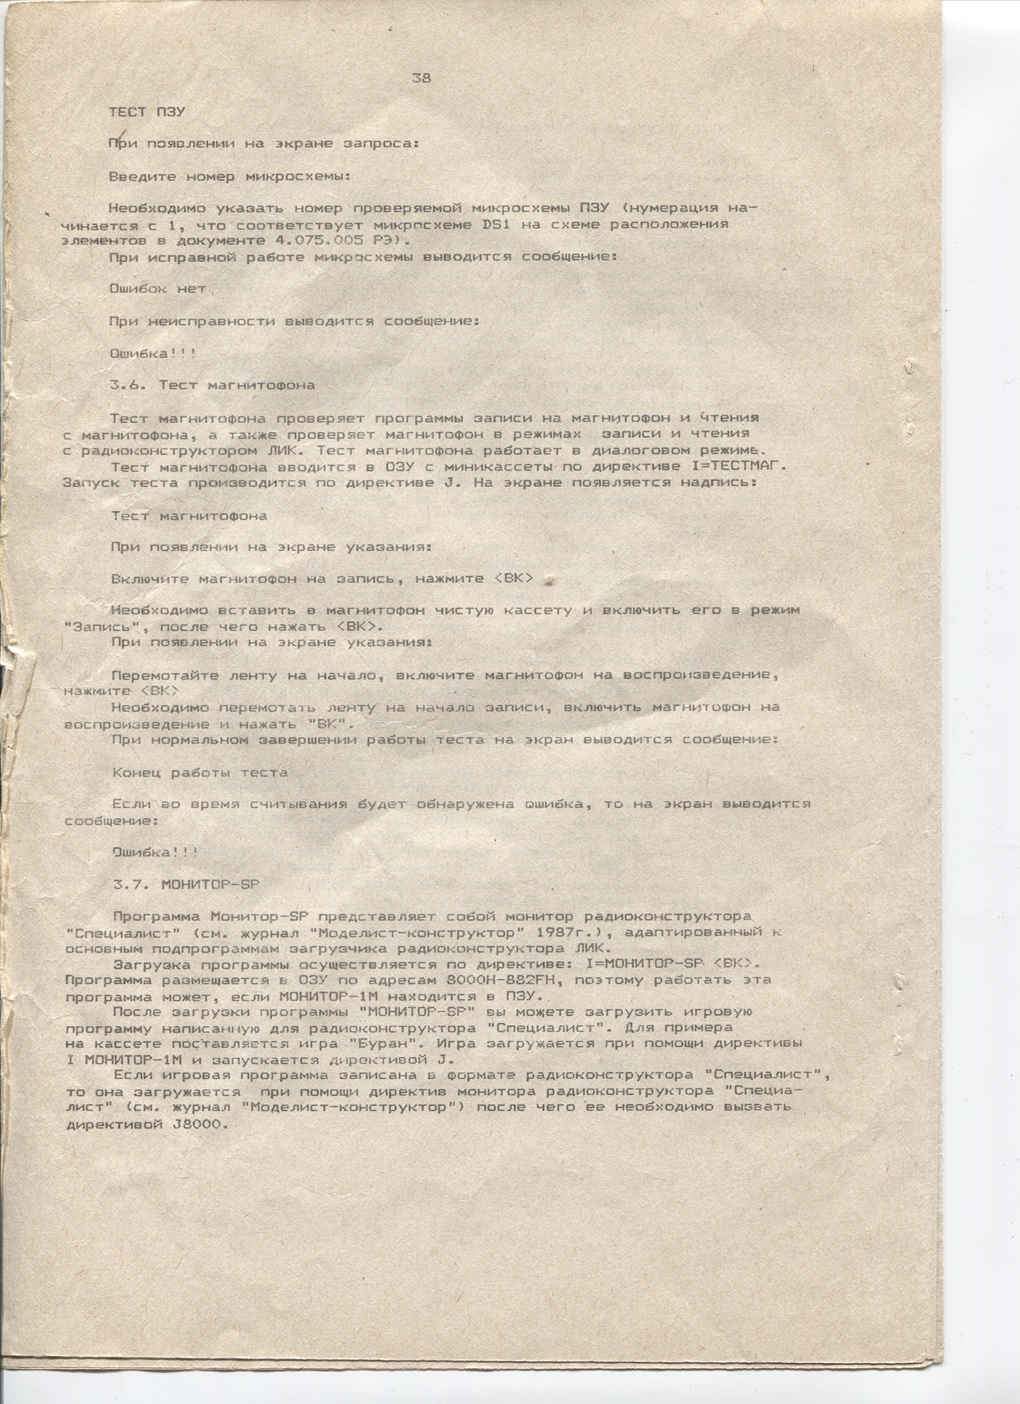 38
ТЕСТ ПЗУ
При появлении на экране запроса:
Введите номер микросхемы:
Необходимо указать номер проверяемой микросхемы ПЗУ (нумерация на-
чинается с 1, что соответствует микросхеме DS1 на схеме расположения
элементов в документе 4.075.005 РЭ).
При исправной работе микросхемы выводится сообщение:
Ошибок нет
При неисправности выводится сообщение:
Ошибка!!!
3.6. Тест магнитофона
Тест магнитофона проверяет программы записи на магнитофон и чтения
с магнитофона, а также проверяет магнитофон в режимах записи и чтения
с радиоконструктором ЛИК. Тест магнитофона работает в диалоговом режиме.
Тест магнитофона вводится в ОЗУ с миникассеты по директиве I=ТЕСТМАГ.
Запуск теста производится по директиве J. На экране появляется надпись:
Тест магнитофона
При появлении на экране указания:
Включите магнитофон на запись, нажмите <ВК>
Необходимо вставить в магнитофон чистую кассету и включить его в режим
"Запись", после чего нажать <ВК>.
При появлении на экране указания:
Перемотайте ленту на начало, включите магнитофон на воспроизведение,
нажмите <ВК>
Необходимо перемотать ленту на начало записи, включить магнитофон на
воспроизведение и нажать "ВК".
При нормальном завершении работы теста на экран выводится сообщение:
Конец работы теста
Если во время считывания будет обнаружена ошибка, то на экран выводится
сообщение:
Ошибка!!!
3.7. МОНИТОР-SP
Программа Монитор-SP представляет собой монитор радиоконструктора
"Специалист" (см. журнал "Моделист-конструктор" 1987г.), адаптированный к
основным подпрограммам загрузчика радиоконструктора ЛИК.
Загрузка программы осуществляется по директиве: I=МОНИТОР-SP <ВК>.
Программа размещается в ОЗУ по адресам 8000H-882FH, поэтому работать эта
программа может, если МОНИТОР-1М находится в ПЗУ.
После загрузки программы "МОНИТОР-SP" вы можете загрузить игровую
программу написанную для радиоконструктора "Специалист". Для примера
на кассете поставляется игра "Буран". Игра загружается при помощи директивы
I МОНИТОР-1М и запускается директивой J.
Если игровая программа записана в формате радиоконструктора "Специалист",
то она загружается при помощи директив монитора радиоконструктора "Специа-
лист" (см. журнал "Моделист-конструктор") после чего ее необходимо вызвать
директивой J8000.